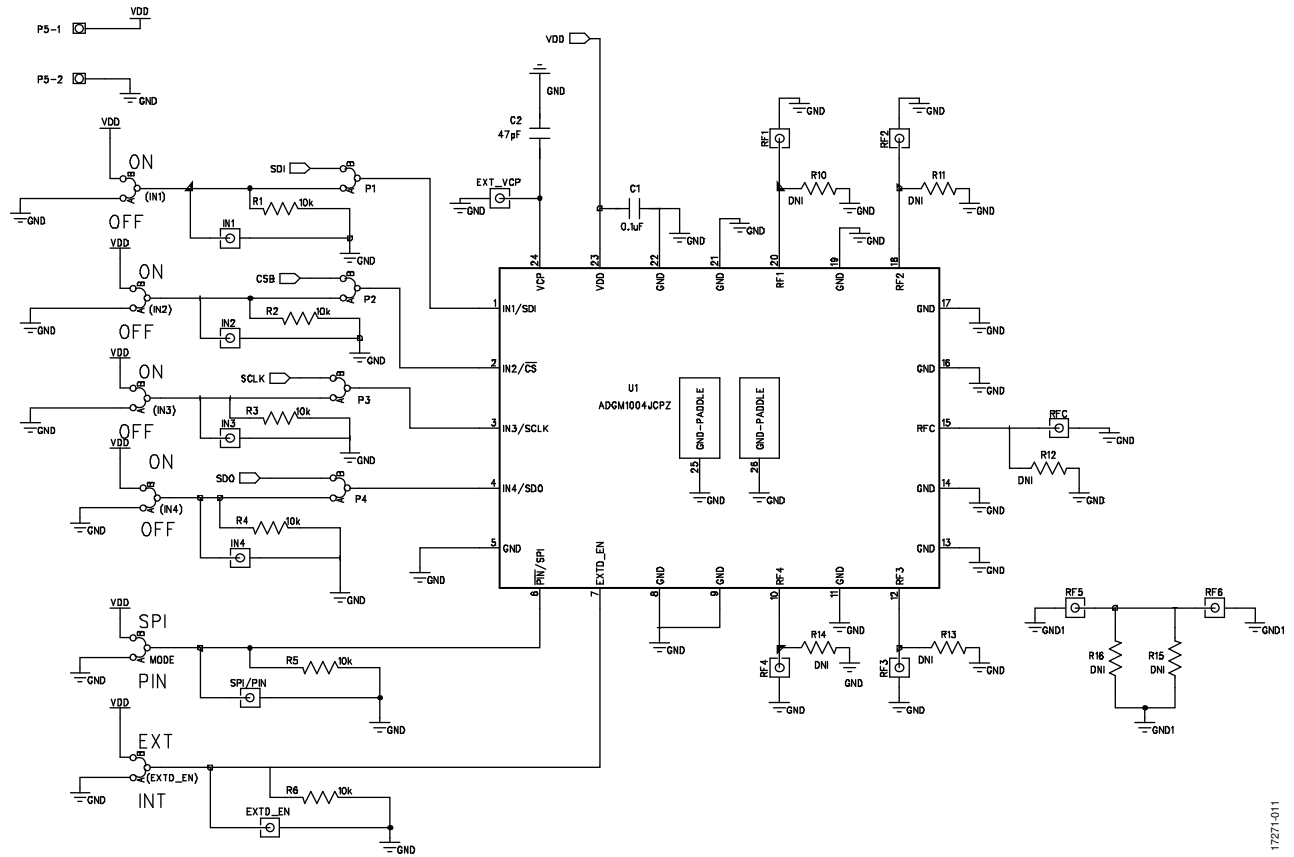 P5-1
VDD
P5-2
GND
VDD
ON
(IN1)
B
A
GND
OFF
SDI
B
A
P1
R1
10k
IN1
GND
VDD
ON
(IN2)
B
A
GND
OFF
CSB
B
A
P2
R2
10k
IN2
GND
VDD
ON
(IN3)
B
A
GND
OFF
SCLK
B
A
P3
R3
10k
IN3
GND
VDD
ON
(IN4)
B
A
GND
OFF
SDO
B
A
P4
R4
10k
IN4
GND
GND
VDD
SPI
B
A
MODE
GND
PIN
R5
10k
SPI/PIN
GND
VDD
EXT
B
A
(EXTD_EN)
GND
INT
R6
10k
EXTD_EN
GND
VDD
GND
C2
47pF
EXT_VCP
GND
C1
0.1uF
GND
GND
GND
RF1
R10
DNI
GND
GND
GND
RF2
R11
DNI
GND
24
23
22
21
20
19
18
VCP
VDD
GND
GND
RF1
GND
RF2
1
IN1/SDI
2
IN2/CS
3
IN3/SCLK
4
IN4/SDO
5
GND
U1
ADGM1004JCPZ
GND-PADDLE
GND-PADDLE
25
26
GND
GND
GND
17
GND
GND
16
GND
RFC
15
RFC
GND
R12
DNI
GND
GND
14
GND
GND
13
GND
PIN/SPI
EXTD_EN
GND
GND
RF4
GND
RF3
6
7
8
9
10
11
12
GND
GND
R14
DNI
GND
RF4
GND
R13
DNI
GND
RF3
GND
RF5
GND1
RF6
GND1
R16
DNI
R15
DNI
GND1
17271-011